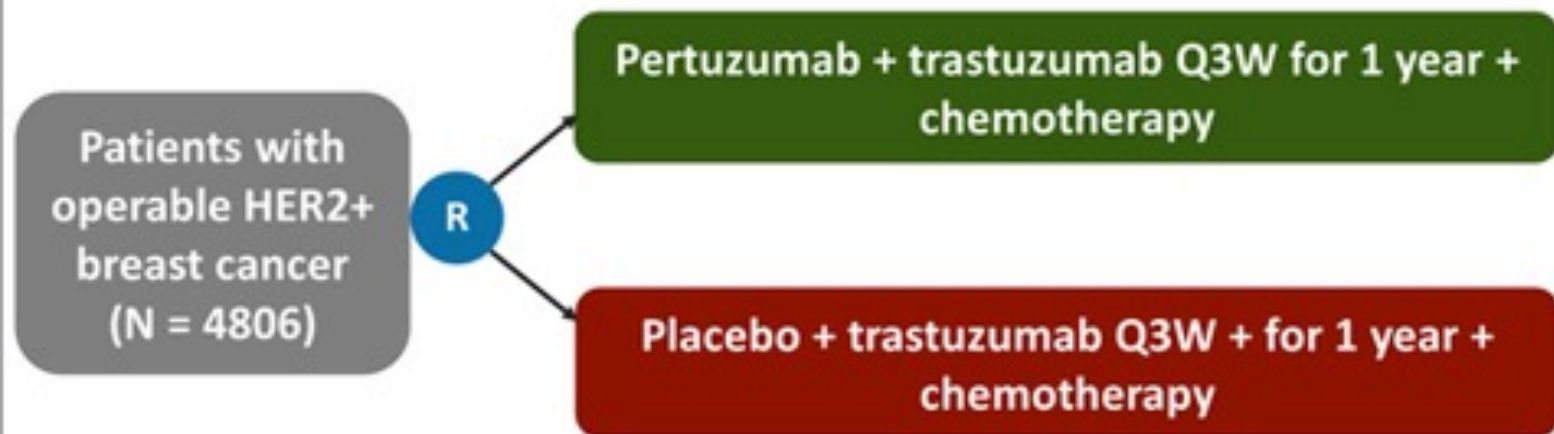 Patients with
operable HER2+
breast cancer
(N = 4806)
R
Pertuzumab + trastuzumab Q3W for 1 year +
chemotherapy
Placebo + trastuzumab Q3W + for 1 year +
chemotherapy